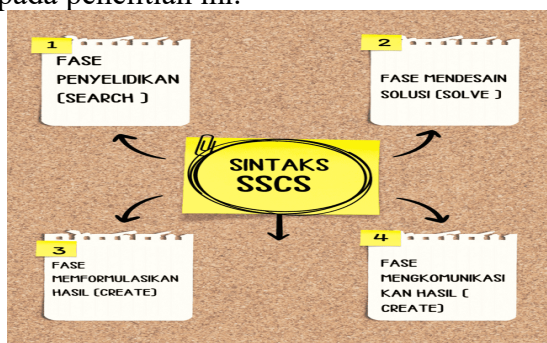 pada penelitian ini.
1
FASE
PENYELIDIKAN
(SEARCH )
2
FASE MENDESAIN
SOLUSI (SOLVE )
SINTAKS
SSCS
3
FASE
MEMFORMULASIKAN
HASIL (CREATE)
4
FASE
MENGKOMUNIKASI
KAN HASIL (
CREATE)